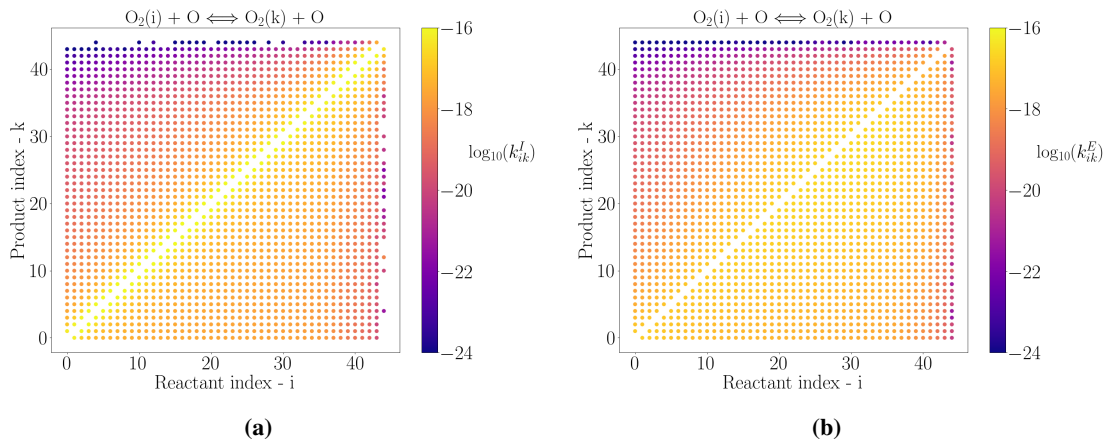 O₂(i) + O ⟺ O₂(k) + O
40
30
20
10
0
Product index - k
0 10 20 30 40
Reactant index - i
−16
−18
−20
−22
−24
log₁₀(k^I_ik)
(a)
O₂(i) + O ⟺ O₂(k) + O
40
30
20
10
0
Product index - k
0 10 20 30 40
Reactant index - i
−16
−18
−20
−22
−24
log₁₀(k^E_ik)
(b)